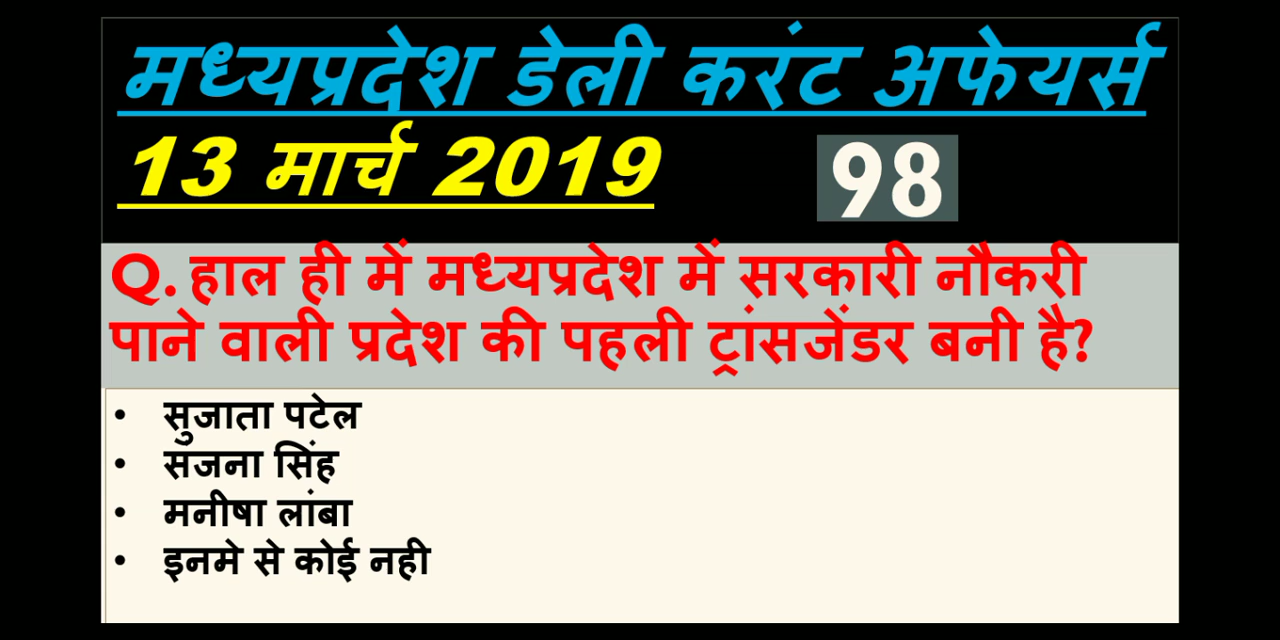 मध्यप्रदेश डेली करंट अफेयर्स
13 मार्च 2019
98
Q. हाल ही में मध्यप्रदेश में सरकारी नौकरी
पाने वाली प्रदेश की पहली ट्रांसजेंडर बनी है?
• सुजाता पटेल
• संजना सिंह
• मनीषा लांबा
• इनमे से कोई नही